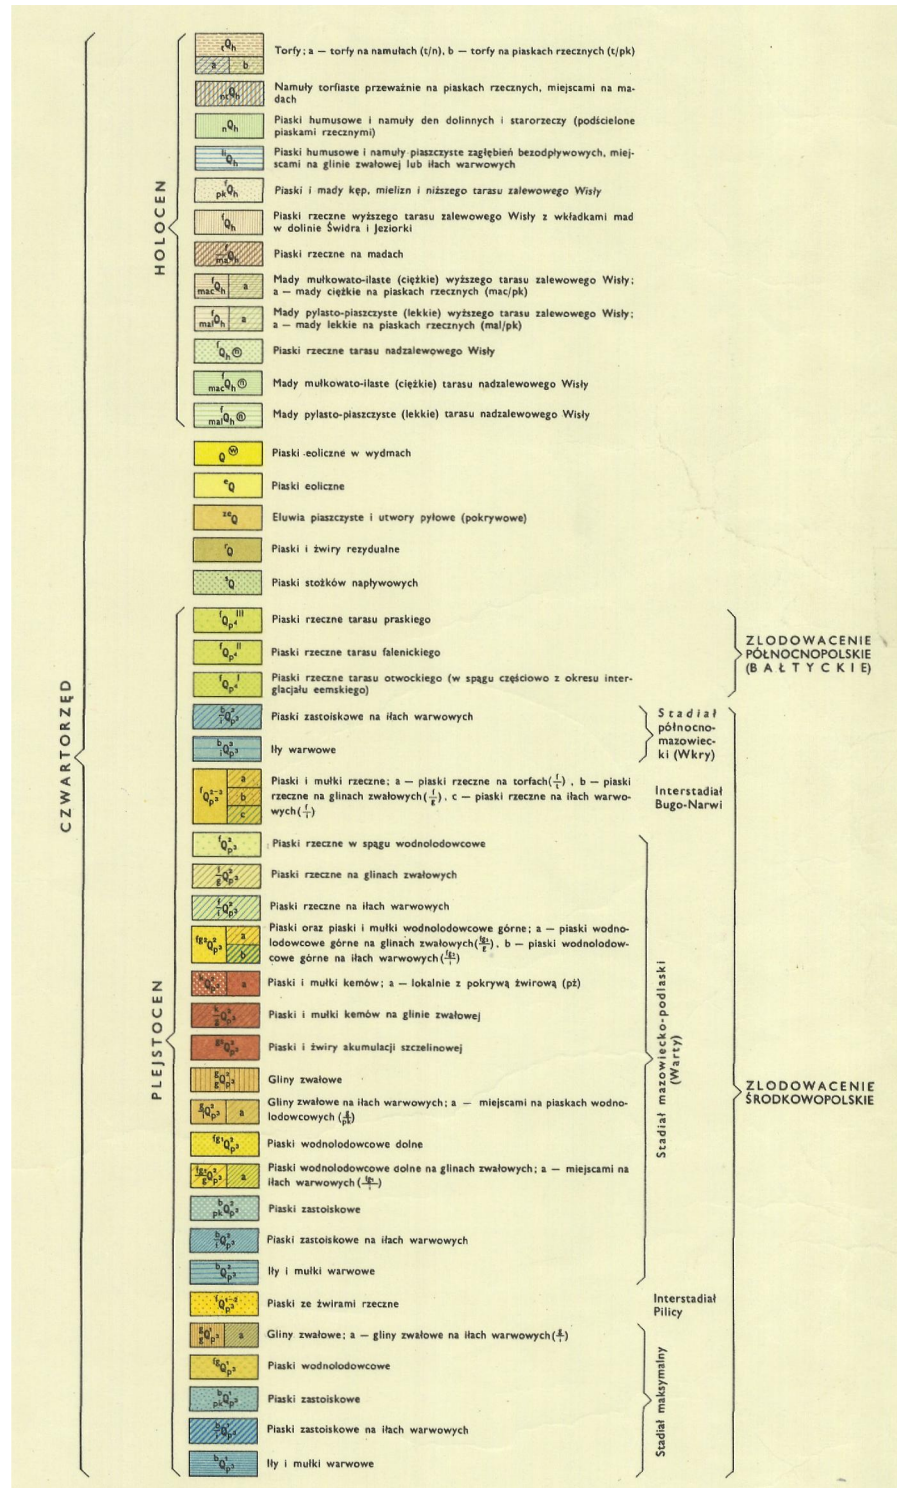 CZWARTORZĘD
HOLOCEN
Torfy; a — torfy na namułach (t/n), b — torfy na piaskach rzecznych (t/pk)
a b
Namuły torfiaste przeważnie na piaskach rzecznych, miejscami na ma-
dach
Piaski humusowe i namuły den dolinnych i starorzeczy (podścielone
piaskami rzecznymi)
Piaski humusowe i namuły piaszczyste zagłębień bezodpływowych, miej-
scami na glinie zwałowej lub iłach warwowych
Piaski i mady kęp, mielizn i niższego tarasu zalewowego Wisły
Piaski rzeczne wyższego tarasu zalewowego Wisły z wkładkami mad
w dolinie Świdra i Jeziorki
Piaski rzeczne na madach
Mady mułkowato-ilaste (ciężkie) wyższego tarasu zalewowego Wisły;
a — mady ciężkie na piaskach rzecznych (mac/pk)
a
Mady pylasto-piaszczyste (lekkie) wyższego tarasu zalewowego Wisły;
a — mady lekkie na piaskach rzecznych (mal/pk)
a
Piaski rzeczne tarasu nadzalewowego Wisły
Mady mułkowato-ilaste (ciężkie) tarasu nadzalewowego Wisły
Mady pylasto-piaszczyste (lekkie) tarasu nadzalewowego Wisły
Piaski eoliczne w wydmach
Piaski eoliczne
Eluwia piaszczyste i utwory pyłowe (pokrywowe)
Piaski i żwiry rezydualne
Piaski stożków napływowych
PLEJSTOCEN
Piaski rzeczne tarasu praskiego
Piaski rzeczne tarasu falenickiego
Piaski rzeczne tarasu otwockiego (w spągu częściowo z okresu inter-
glacjału eemskiego)
ZLODOWACENIE
PÓŁNOCNOPOLSKIE
(BAŁTYCKIE)
Piaski zastoiskowe na iłach warwowych
Iły warwowe
Stadiał
północno-
mazowiec-
ki (Wkry)
Piaski i mułki rzeczne; a — piaski rzeczne na torfach (f/t), b — piaski
rzeczne na glinach zwałowych (f/g), c — piaski rzeczne na iłach warwo-
wych (f/i)
a
b
c
Interstadiał
Bugo-Narwi
Piaski rzeczne w spągu wodnolodowcowe
Piaski rzeczne na glinach zwałowych
Piaski rzeczne na iłach warwowych
Piaski oraz piaski i mułki wodnolodowcowe górne; a — piaski wodno-
lodowcowe górne na glinach zwałowych (fg₂/g), b — piaski wodnolodow-
cowe górne na iłach warwowych (fg₂/i)
a
b
Piaski i mułki kemów; a — lokalnie z pokrywą żwirową (pż)
a
Piaski i mułki kemów na glinie zwałowej
Piaski i żwiry akumulacji szczelinowej
Gliny zwałowe
Gliny zwałowe na iłach warwowych; a — miejscami na piaskach wodno-
lodowcowych (g/pk)
a
Piaski wodnolodowcowe dolne
Piaski wodnolodowcowe dolne na glinach zwałowych; a — miejscami na
iłach warwowych
a
Piaski zastoiskowe
Piaski zastoiskowe na iłach warwowych
Iły i mułki warwowe
Stadiał mazowiecko-podlaski
(Warty)
ZLODOWACENIE
ŚRODKOWOPOLSKIE
Piaski ze żwirami rzeczne
Interstadiał
Pilicy
Gliny zwałowe; a — gliny zwałowe na iłach warwowych (g/i)
a
Piaski wodnolodowcowe
Piaski zastoiskowe
Piaski zastoiskowe na iłach warwowych
Iły i mułki warwowe
Stadiał maksymalny